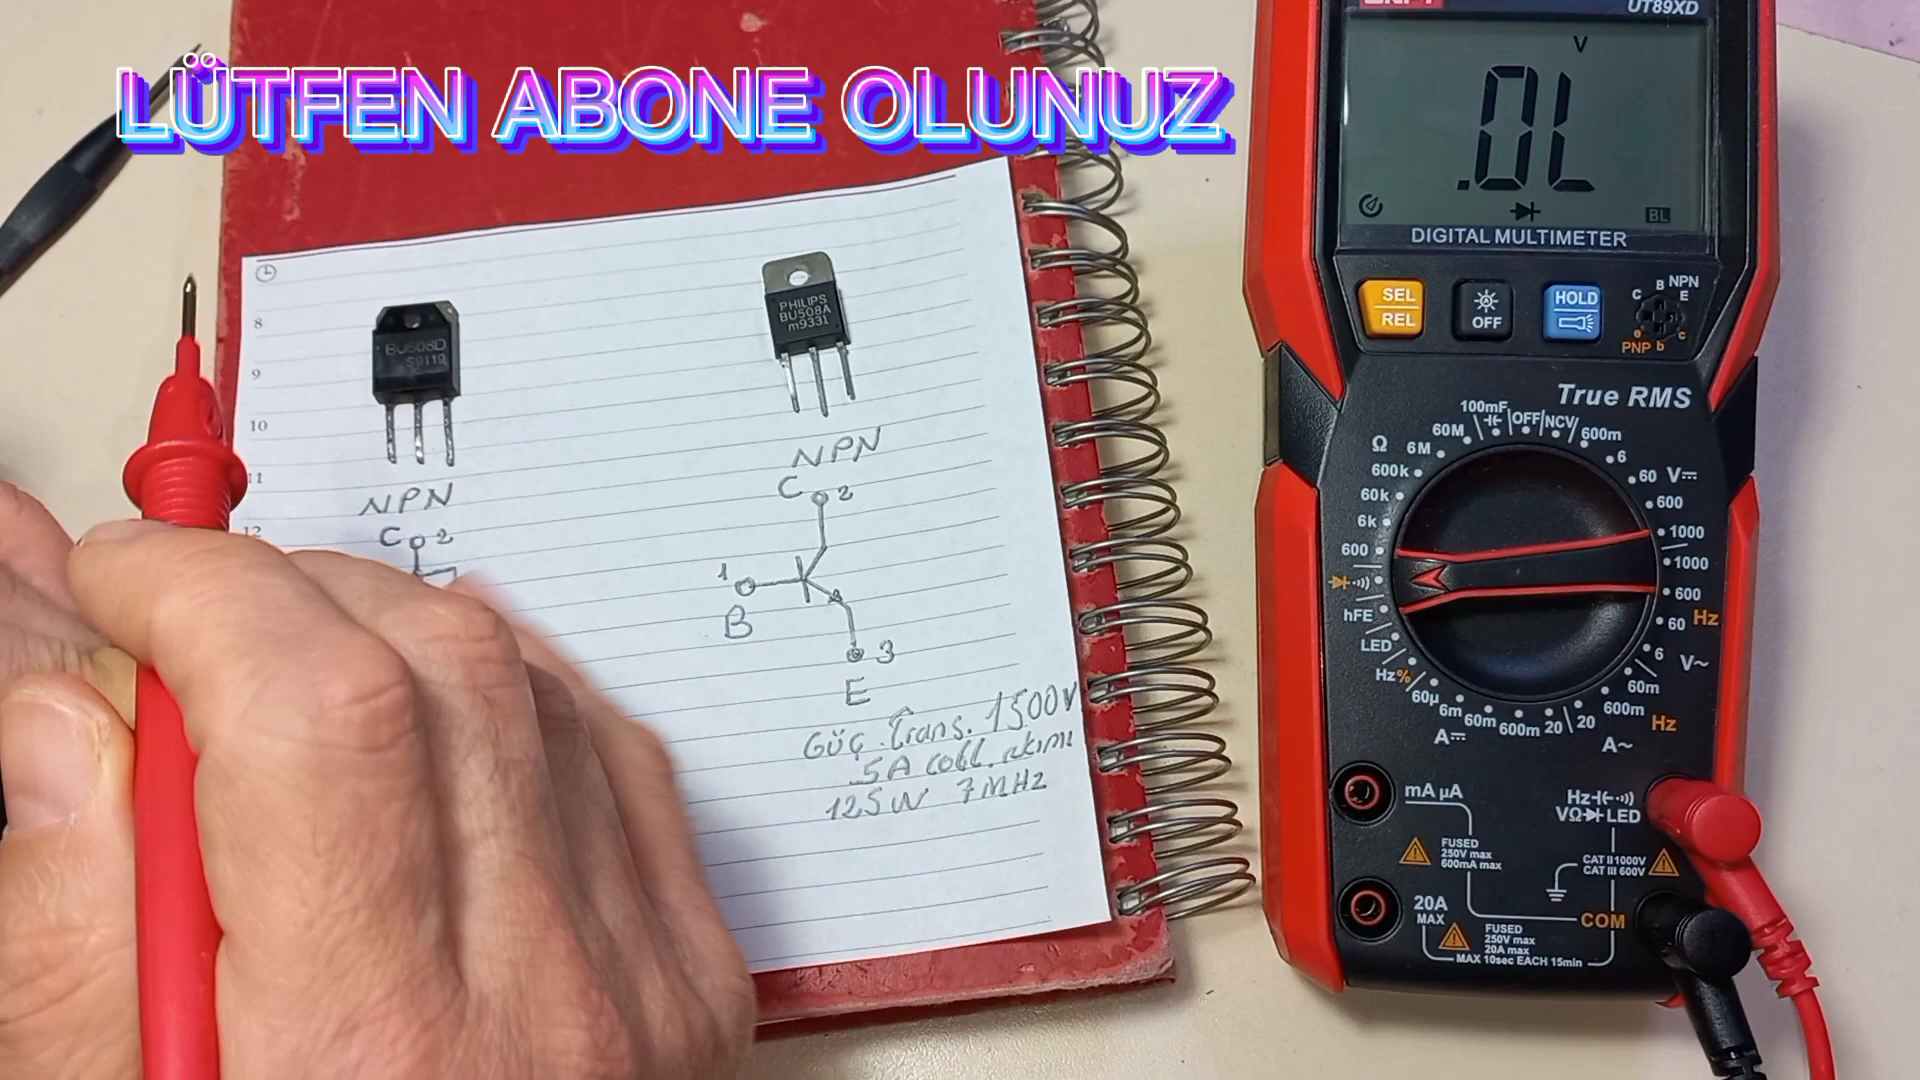 LÜTFEN ABONE OLUNUZ
8
9
10
11
12
BU508D
S9110
NPN
C 2
PHILIPS
BU508A
m9331
NPN
C 2
1
B
3
E
Güç Trans. 1500V
5A coll. akımı
125W 7MHz
UT89XD
V
.0L
BL
DIGITAL MULTIMETER
SEL
REL
OFF
HOLD
C B NPN E
PNP e b c
True RMS
100mF OFF NCV 600m
60M
6M
Ω
600k
60k
6k
600
hFE
LED
Hz%
60µ
6m
60m
600m
20
A
6
60 V
600
1000
1000
600
60 Hz
6
V~
60m
600m Hz
20
A~
mA µA
FUSED
250V max
600mA max
Hz
VΩ LED
CAT II 1000V
CAT III 600V
20A
MAX
COM
FUSED
250V max
20A max
MAX 10sec EACH 15min